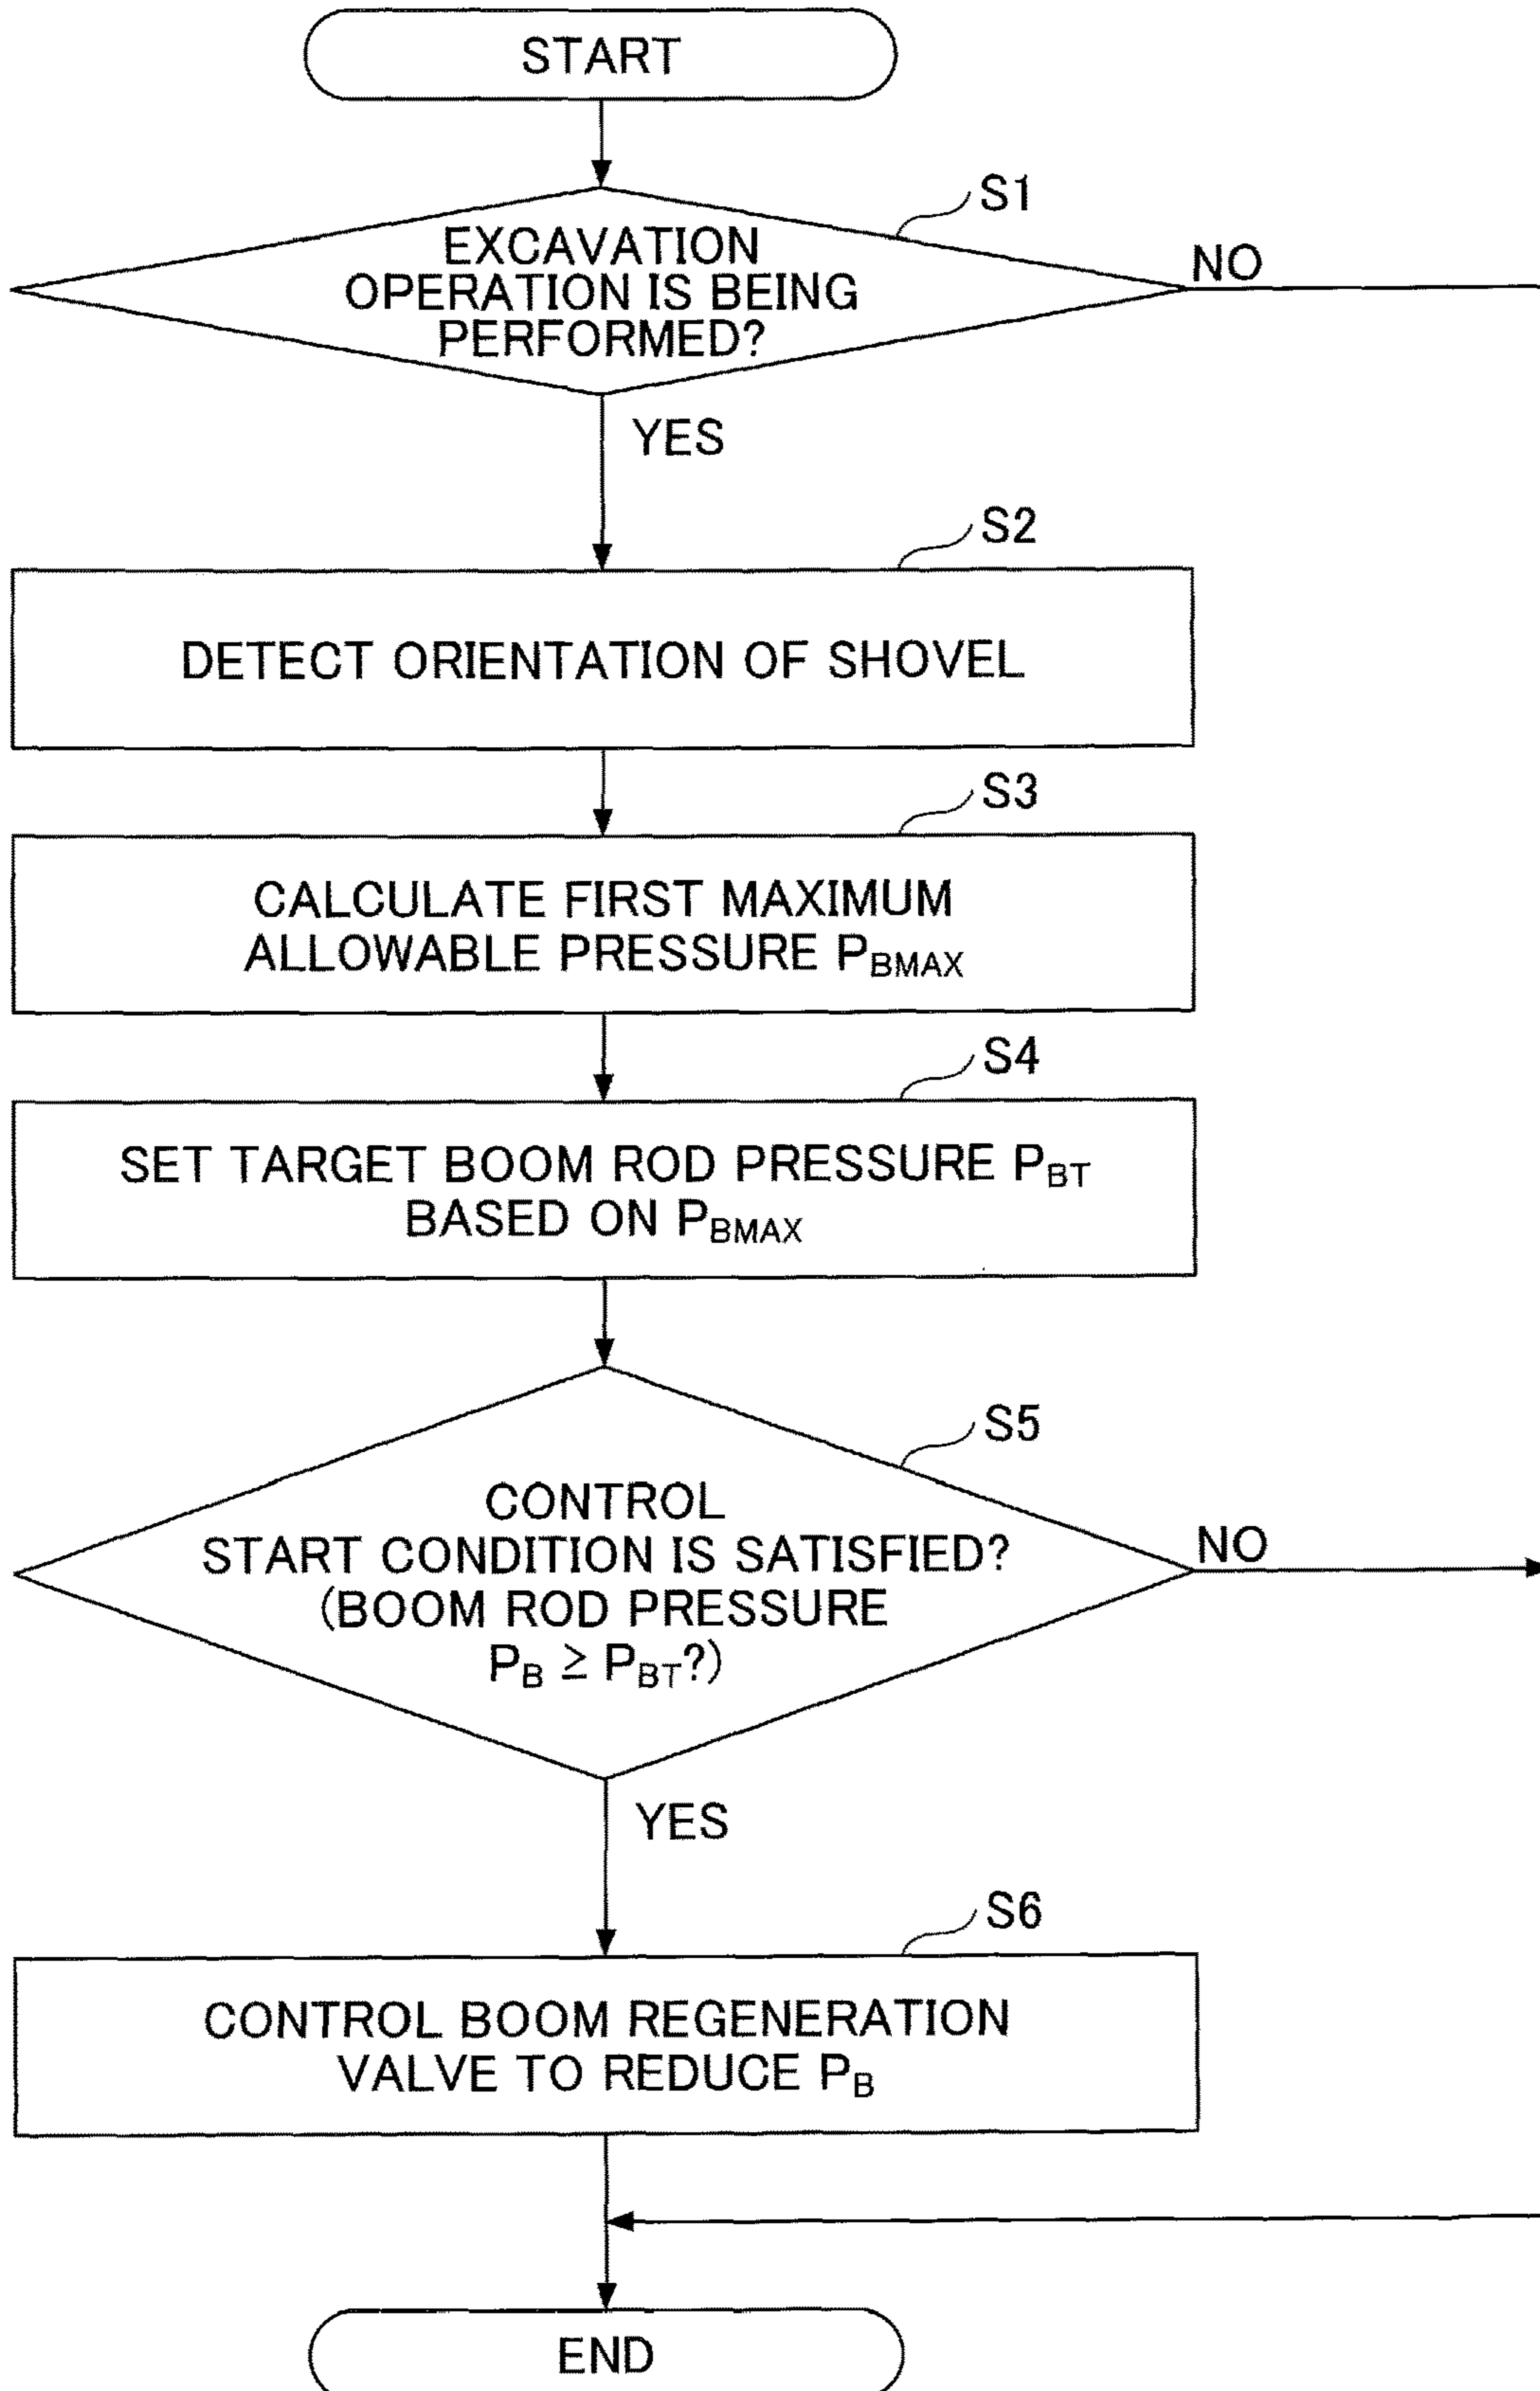 START
S1
EXCAVATION
OPERATION IS BEING
PERFORMED?
NO
YES
S2
DETECT ORIENTATION OF SHOVEL
S3
CALCULATE FIRST MAXIMUM
ALLOWABLE PRESSURE PBMAX
S4
SET TARGET BOOM ROD PRESSURE PBT
BASED ON PBMAX
S5
CONTROL
START CONDITION IS SATISFIED?
(BOOM ROD PRESSURE
PB ≥ PBT?)
NO
YES
S6
CONTROL BOOM REGENERATION
VALVE TO REDUCE PB
END